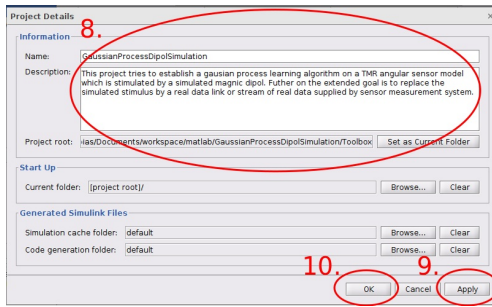 Project Details
8.
Information
Name: GaussianProcessDipolSimulation
Description: This project tries to establish a gausian process learning algorithm on a TMR angular sensor model
which is stimulated by a simulated magnic dipol. Futher on the extended goal is to replace the
simulated stimulus by a real data link or stream of real data supplied by sensor measurement system.
Project root: ias/Documents/workspace/matlab/GaussianProcessDipolSimulation/Toolbox Set as Current Folder
Start Up
Current folder: [project root]/ Browse... Clear
Generated Simulink Files
Simulation cache folder: default Browse... Clear
Code generation folder: default Browse... Clear
10. 9.
OK Cancel Apply